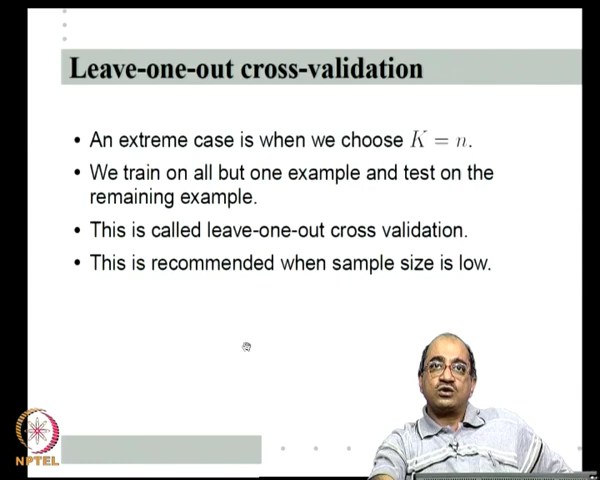 Leave-one-out cross-validation
• An extreme case is when we choose K = n.
• We train on all but one example and test on the
remaining example.
• This is called leave-one-out cross validation.
• This is recommended when sample size is low.
NPTEL